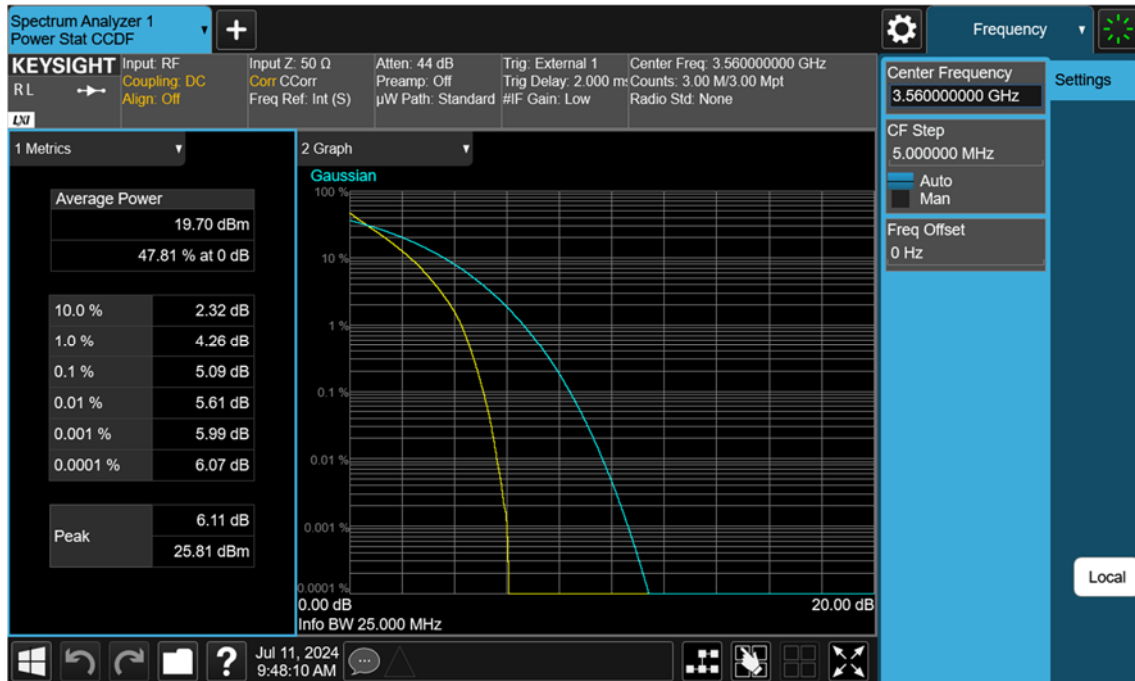 Spectrum Analyzer 1
Power Stat CCDF
+
Frequency
KEYSIGHT
R L
LXI
Input: RF
Coupling: DC
Align: Off
Input Z: 50 Ω
Corr CCorr
Freq Ref: Int (S)
Atten: 44 dB
Preamp: Off
µW Path: Standard
#IF Gain: Low
Trig: External 1
Trig Delay: 2.000 ms
Center Freq: 3.560000000 GHz
Counts: 3.00 M/3.00 Mpt
Radio Std: None
Center Frequency
3.560000000 GHz
Settings
CF Step
5.000000 MHz
Auto
Man
Freq Offset
0 Hz
1 Metrics
Average Power
19.70 dBm
47.81 % at 0 dB
10.0 % 2.32 dB
1.0 % 4.26 dB
0.1 % 5.09 dB
0.01 % 5.61 dB
0.001 % 5.99 dB
0.0001 % 6.07 dB
Peak
6.11 dB
25.81 dBm
2 Graph
Gaussian
100 %
10 %
1 %
0.1 %
0.01 %
0.001 %
0.0001 %
0.00 dB 20.00 dB
Info BW 25.000 MHz
Local
?
Jul 11, 2024
9:48:10 AM